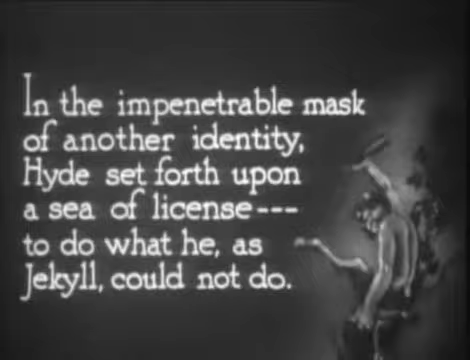 In the impenetrable mask
of another identity,
Hyde set forth upon
a sea of license---
to do what he, as
Jekyll, could not do.